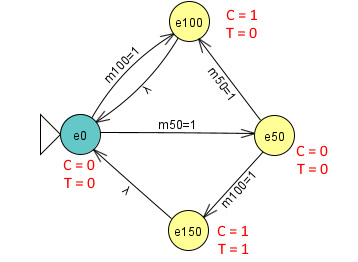 e100
C = 1
T = 0
m100=1
λ
m50=1
e0
m50=1
e50
C = 0
T = 0
C = 0
T = 0
λ
m100=1
e150
C = 1
T = 1